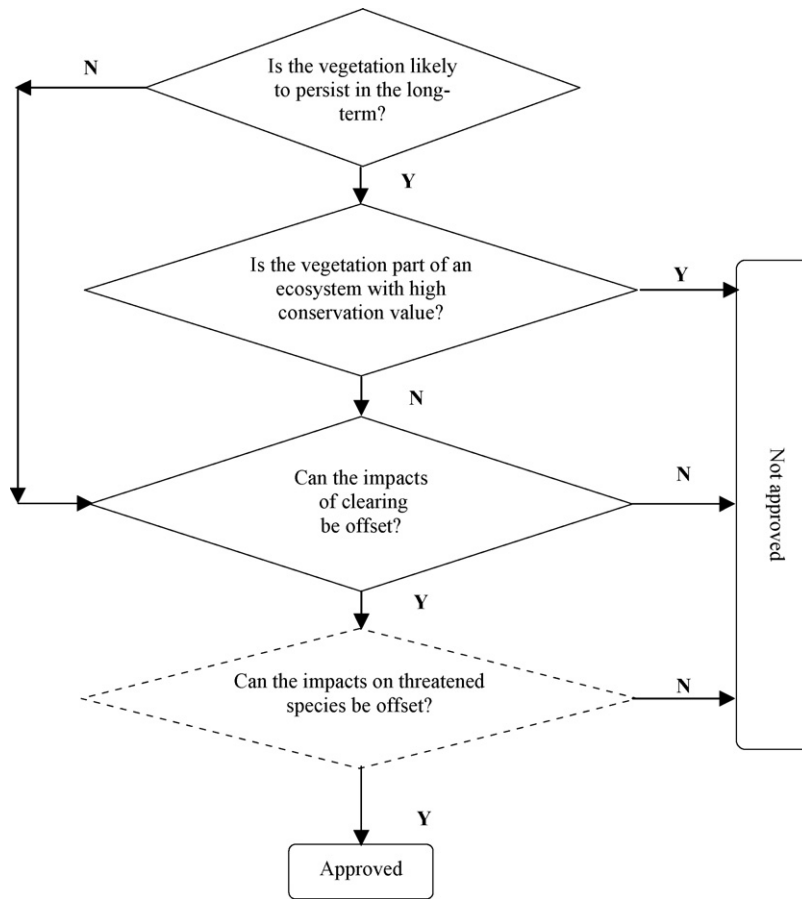 N
Is the vegetation likely
to persist in the long-
term?
Y
Is the vegetation part of an
ecosystem with high
conservation value?
Y
N
Can the impacts
of clearing
be offset?
N
Not approved
Y
Can the impacts on threatened
species be offset?
N
Y
Approved